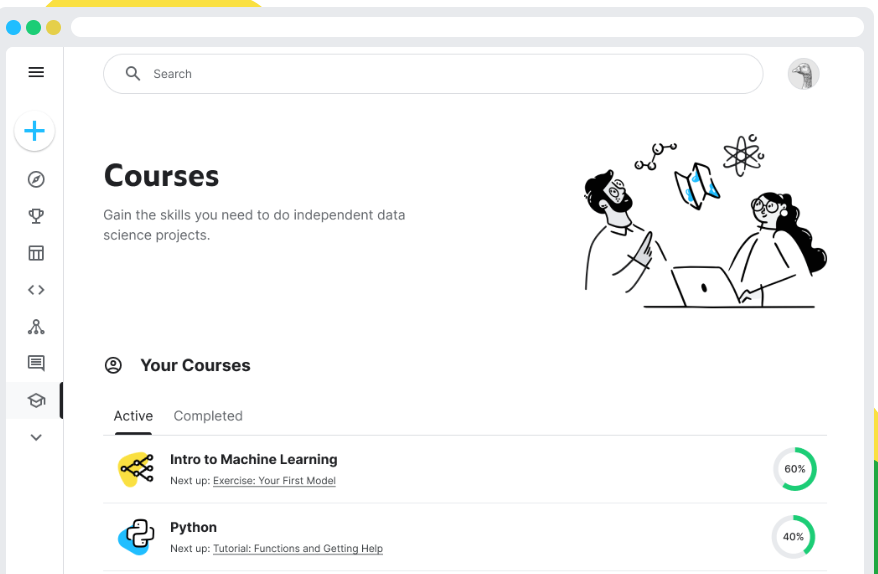 Search
Courses
Gain the skills you need to do independent data
science projects.
Your Courses
Active Completed
Intro to Machine Learning
Next up: Exercise: Your First Model
60%
Python
Next up: Tutorial: Functions and Getting Help
40%